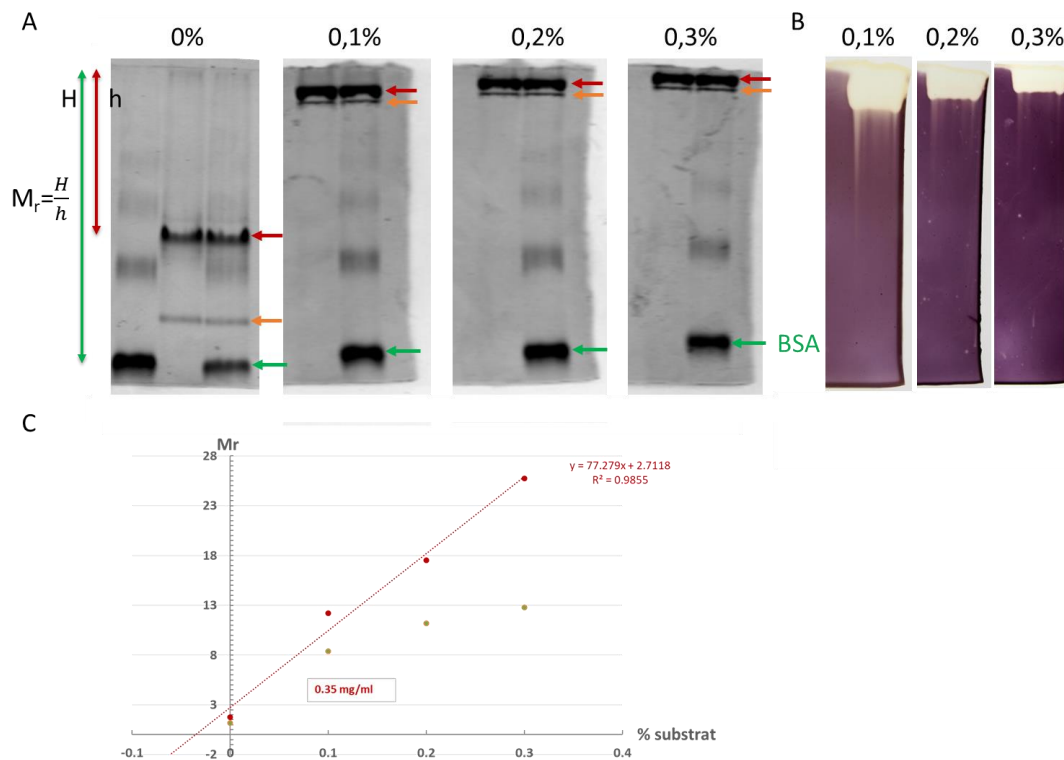 A
B
0%
0,1%
0,2%
0,3%
0,1%
0,2%
0,3%
H
h
Mr=H/h
BSA
C
Mr
28
23
18
13
8
3
-2
y = 77.279x + 2.7118
R² = 0.9855
0.35 mg/ml
% substrat
-0.1
0
0.1
0.2
0.3
0.4